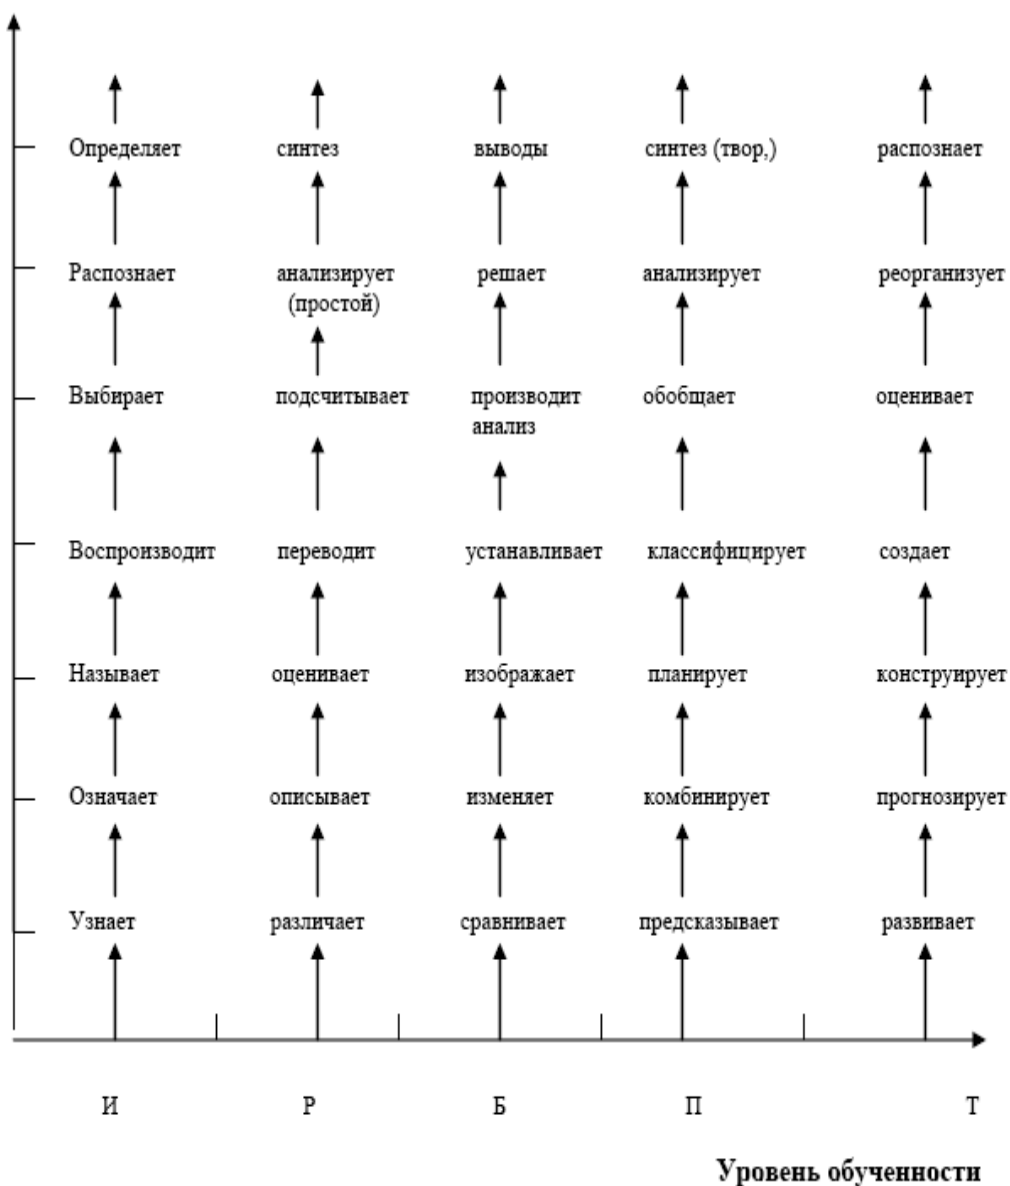 Определяет синтез выводы синтез (твор,) распознает
Распознает анализирует решает анализирует реорганизует
(простой)
Выбирает подсчитывает производит обобщает оценивает
анализ
Воспроизводит переводит устанавливает классифицирует создает
Называет оценивает изображает планирует конструирует
Означает описывает изменяет комбинирует прогнозирует
Узнает различает сравнивает предсказывает развивает
И Р Б П Т
Уровень обученности